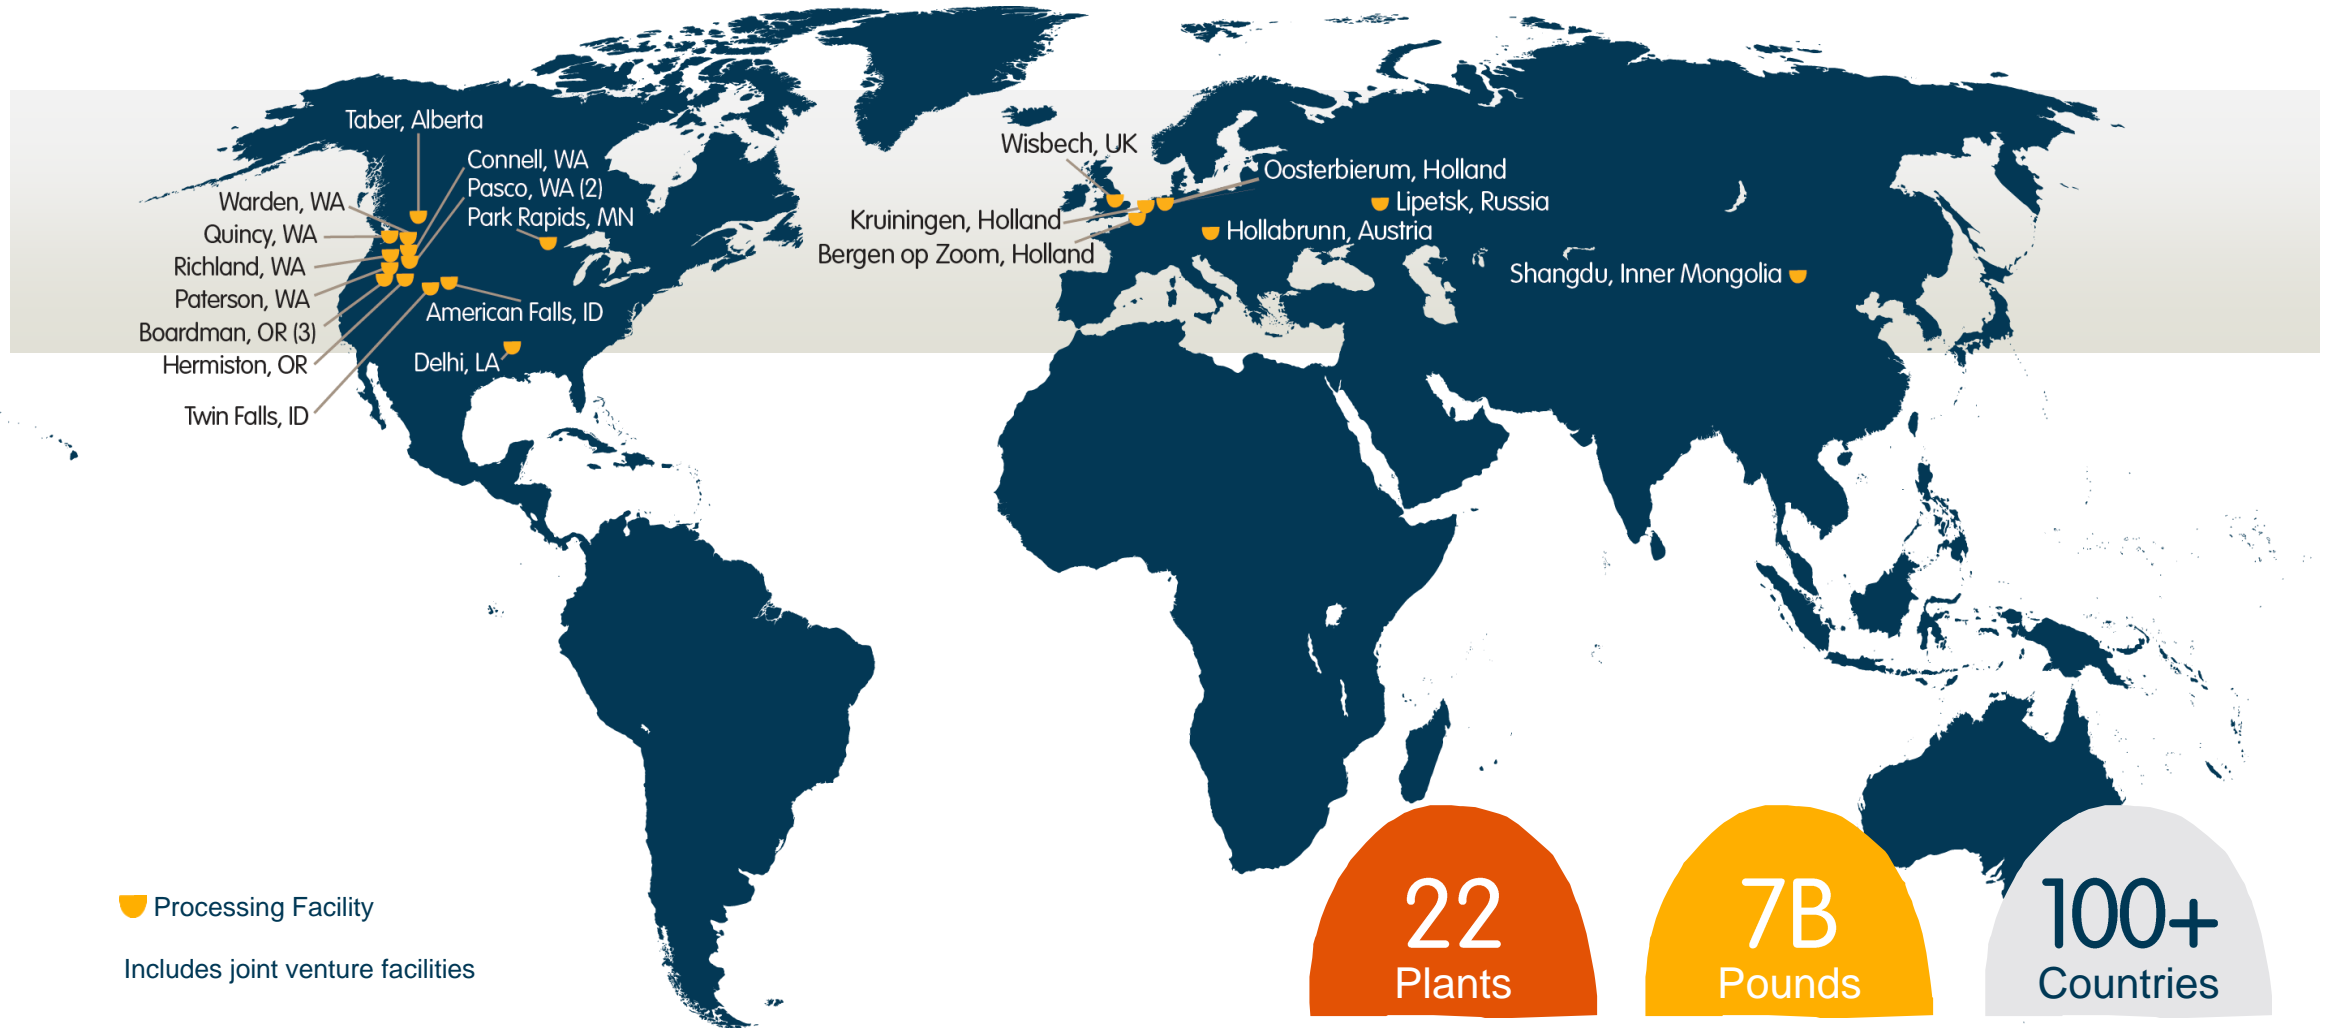 Taber, Alberta
Connell, WA
Pasco, WA (2)
Park Rapids, MN
Warden, WA
Quincy, WA
Richland, WA
Paterson, WA
Boardman, OR (3)
Hermiston, OR
Twin Falls, ID
American Falls, ID
Delhi, LA
Wisbech, UK
Oosterbierum, Holland
Kruiningen, Holland
Bergen op Zoom, Holland
Lipetsk, Russia
Hollabrunn, Austria
Shangdu, Inner Mongolia
Processing Facility
Includes joint venture facilities
22
Plants
7B
Pounds
100+
Countries